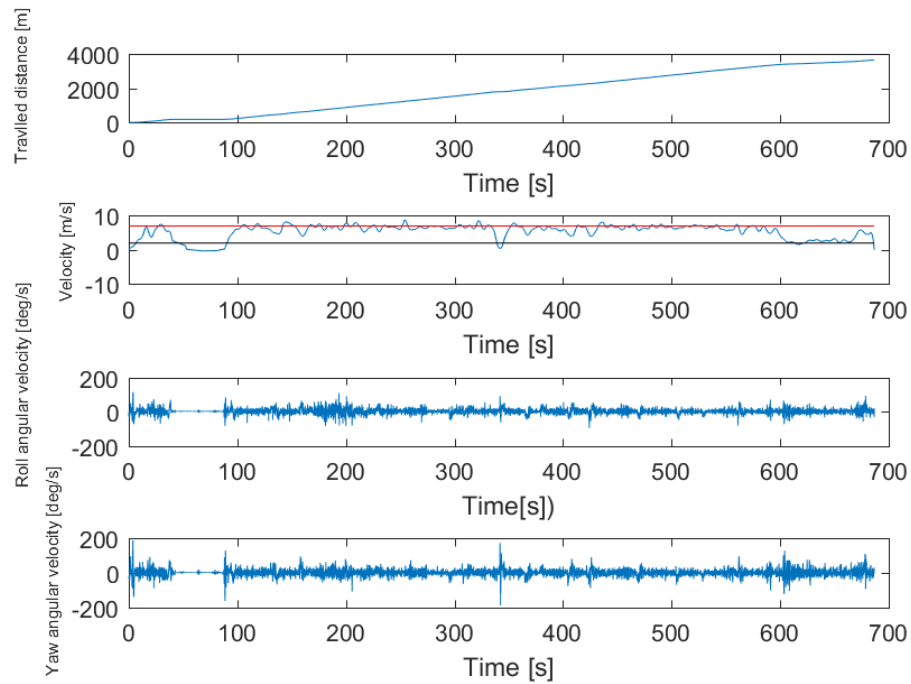 Travlled distance [m]
4000
2000
0
0 100 200 300 400 500 600 700
Time [s]
Velocity [m/s]
10
0
-10
0 100 200 300 400 500 600 700
Time [s]
Roll angular velocity [deg/s]
200
0
-200
0 100 200 300 400 500 600 700
Time[s])
Yaw angular velocity [deg/s]
200
0
-200
0 100 200 300 400 500 600 700
Time [s]